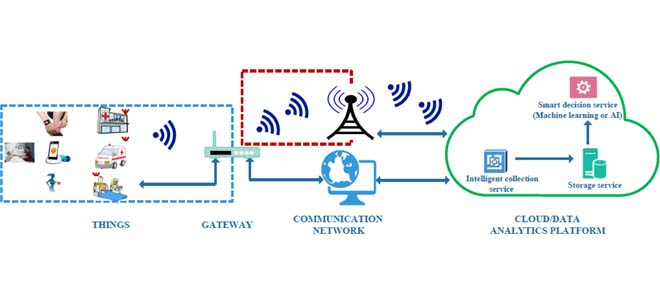 Smart decision service
(Machine learning or AI)
Intelligent collection
service
Storage service
THINGS
GATEWAY
COMMUNICATION
NETWORK
CLOUD/DATA
ANALYTICS PLATFORM